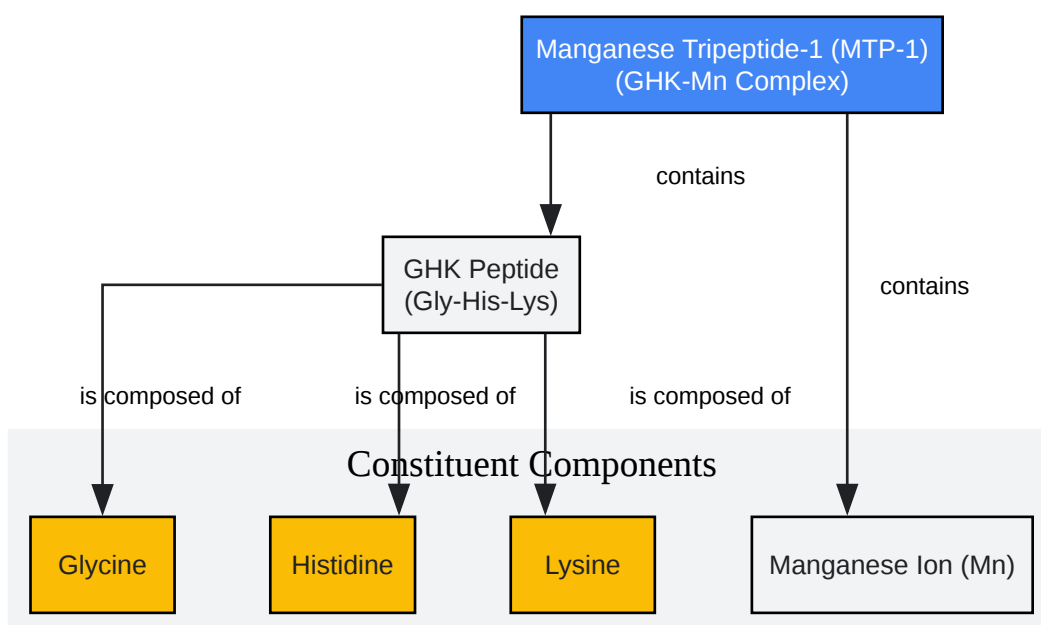 Manganese Tripeptide-1 (MTP-1)
(GHK-Mn Complex)
contains
GHK Peptide
(Gly-His-Lys)
contains
is composed of
is composed of
is composed of
Constituent Components
Glycine
Histidine
Lysine
Manganese Ion (Mn)